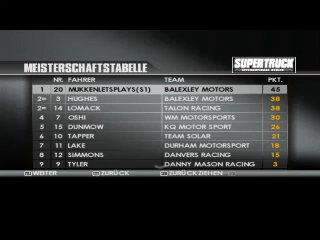 SUPERTRUCK
MEISTERSCHAFTSTABELLE
NR. FAHRER TEAM PKT.
1 20 MUKKENLETSPLAYS(S1) BALEXLEY MOTORS 45
2= 3 HUGHES BALEXLEY MOTORS 38
2= 14 LOMACK TALON RACING 38
4 7 OSHI WM MOTORSPORTS 30
5 15 DUNMOW KQ MOTOR SPORT 26
6 10 TAPPER TEAM SOLAR 21
7 11 LAKE DURHAM MOTORSPORT 18
8 12 SIMMONS DANVERS RACING 15
9 9 TYLER DANNY MASON RACING 3
WEITER ZURÜCK ZURÜCKZIEHEN